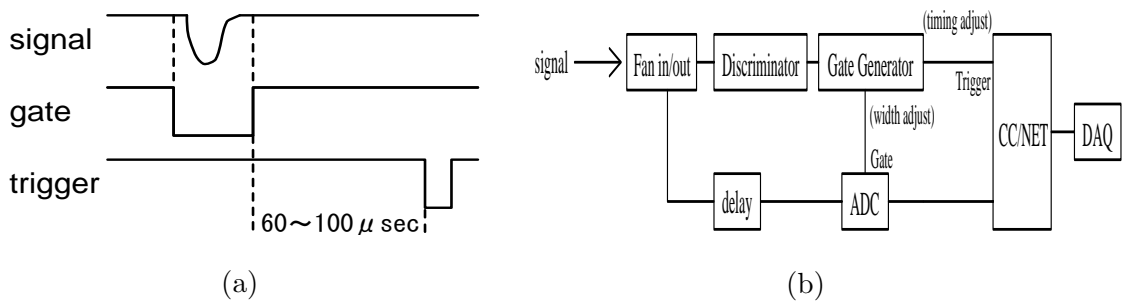 signal
gate
trigger
60～100 μ sec
(a)
signal
Fan in/out
Discriminator
Gate Generator
(timing adjust)
Trigger
(width adjust)
Gate
CC/NET
DAQ
delay
ADC
(b)